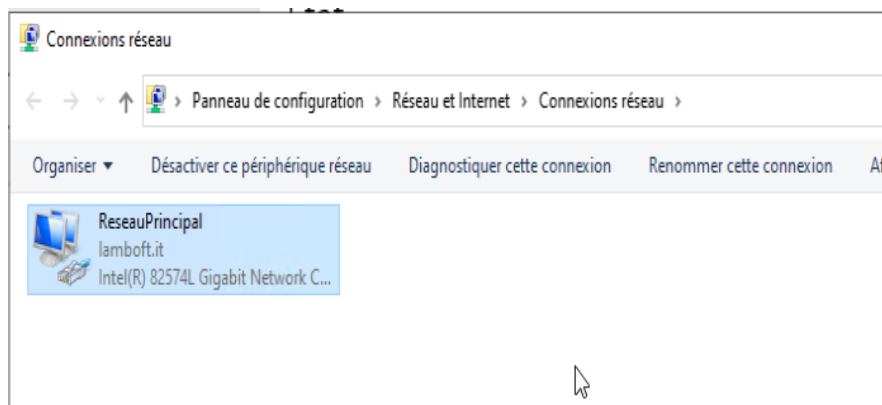 Connexions réseau
Panneau de configuration > Réseau et Internet > Connexions réseau >
Organiser Désactiver ce périphérique réseau Diagnostiquer cette connexion Renommer cette connexion
ReseauPrincipal
lamboft.it
Intel(R) 82574L Gigabit Network C...